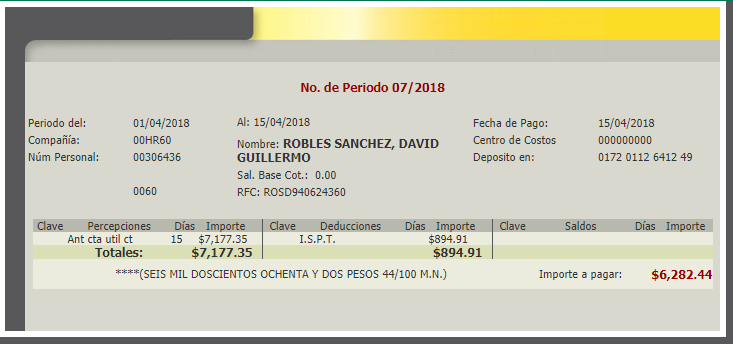 No. de Periodo 07/2018
Periodo del: 01/04/2018 Al: 15/04/2018 Fecha de Pago: 15/04/2018
Compañía: 00HR60 Nombre: ROBLES SANCHEZ, DAVID GUILLERMO Centro de Costos 000000000
Núm Personal: 00306436 Deposito en: 0172 0112 6412 49
Sal. Base Cot.: 0.00
0060 RFC: ROSD940624360
Clave Percepciones Días Importe Clave Deducciones Días Importe Clave Saldos Días Importe
Ant cta util ct 15 $7,177.35 I.S.P.T. $894.91
Totales: $7,177.35 $894.91
****(SEIS MIL DOSCIENTOS OCHENTA Y DOS PESOS 44/100 M.N.) Importe a pagar: $6,282.44